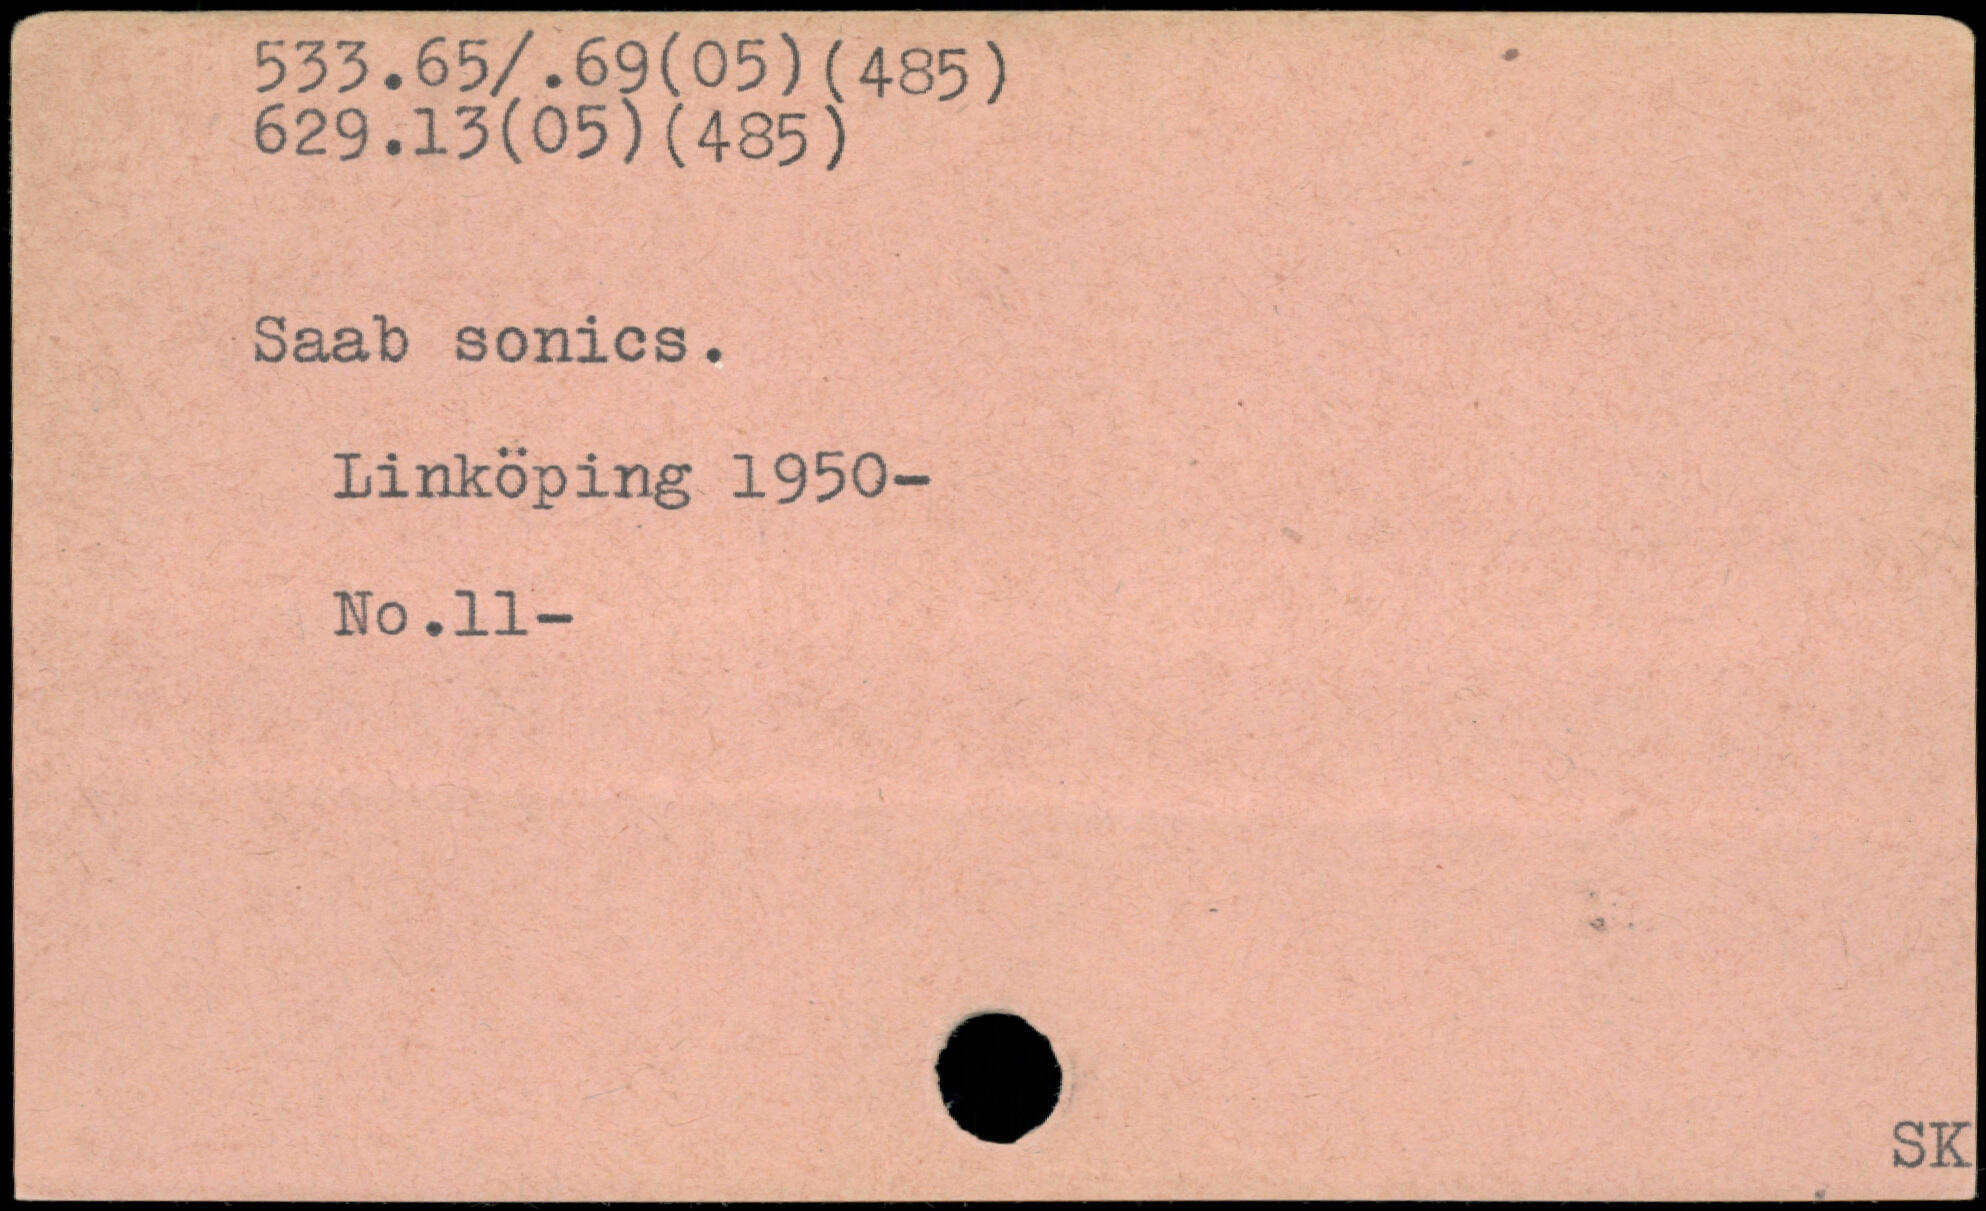 533.65/.69(05)(485)
629.13(05)(485)
Saab sonics.
Linköping 1950-
No.11-
SK